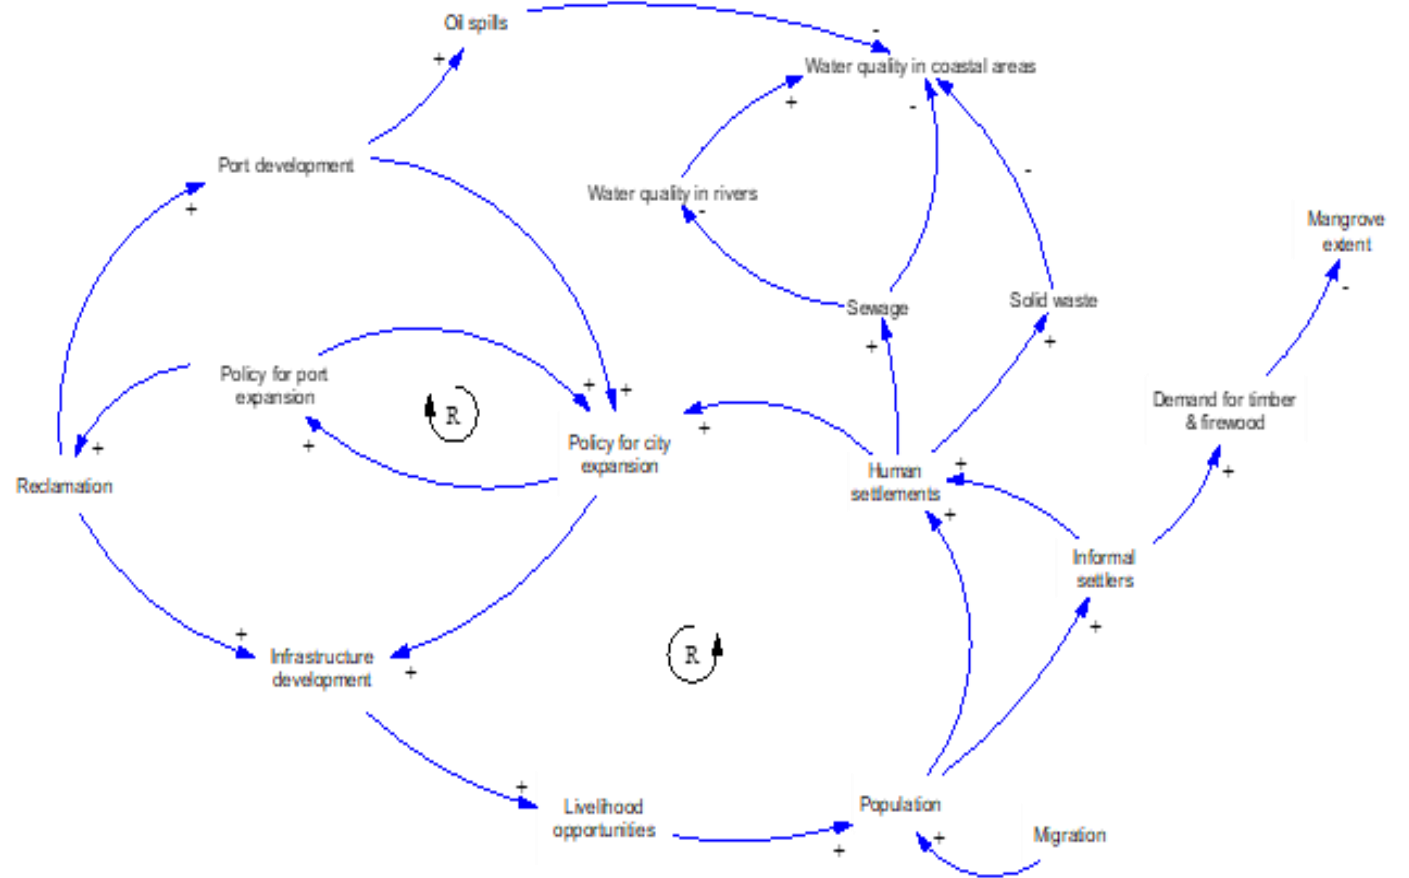 Oil spills
-
+
Water quality in coastal areas
+
-
Port development
-
Water quality in rivers
-
+
Mangrove
extent
-
Sewage
Solid waste
+
+
Policy for port
expansion
+
+
R
Demand for timber
& firewood
+
+
+
Policy for city
expansion
Reclamation
Human
settlements
+
+
+
Informal
settlers
+
+
R
Infrastructure
development
+
+
Livelihood
opportunities
Population
+
+
Migration